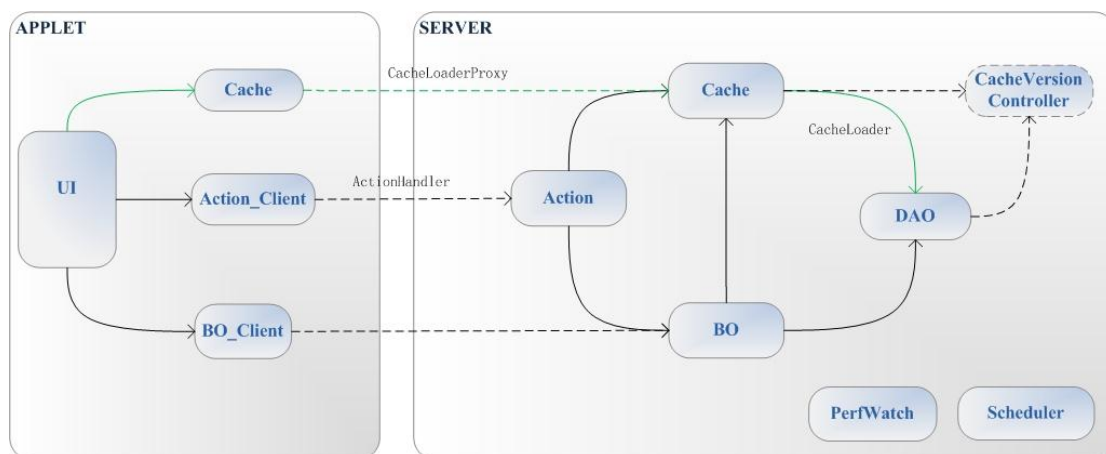 APPLET
SERVER
CacheLoaderProxy
Cache
Cache
CacheVersion
Controller
CacheLoader
UI
ActionHandler
Action_Client
Action
DAO
BO_Client
BO
PerfWatch
Scheduler